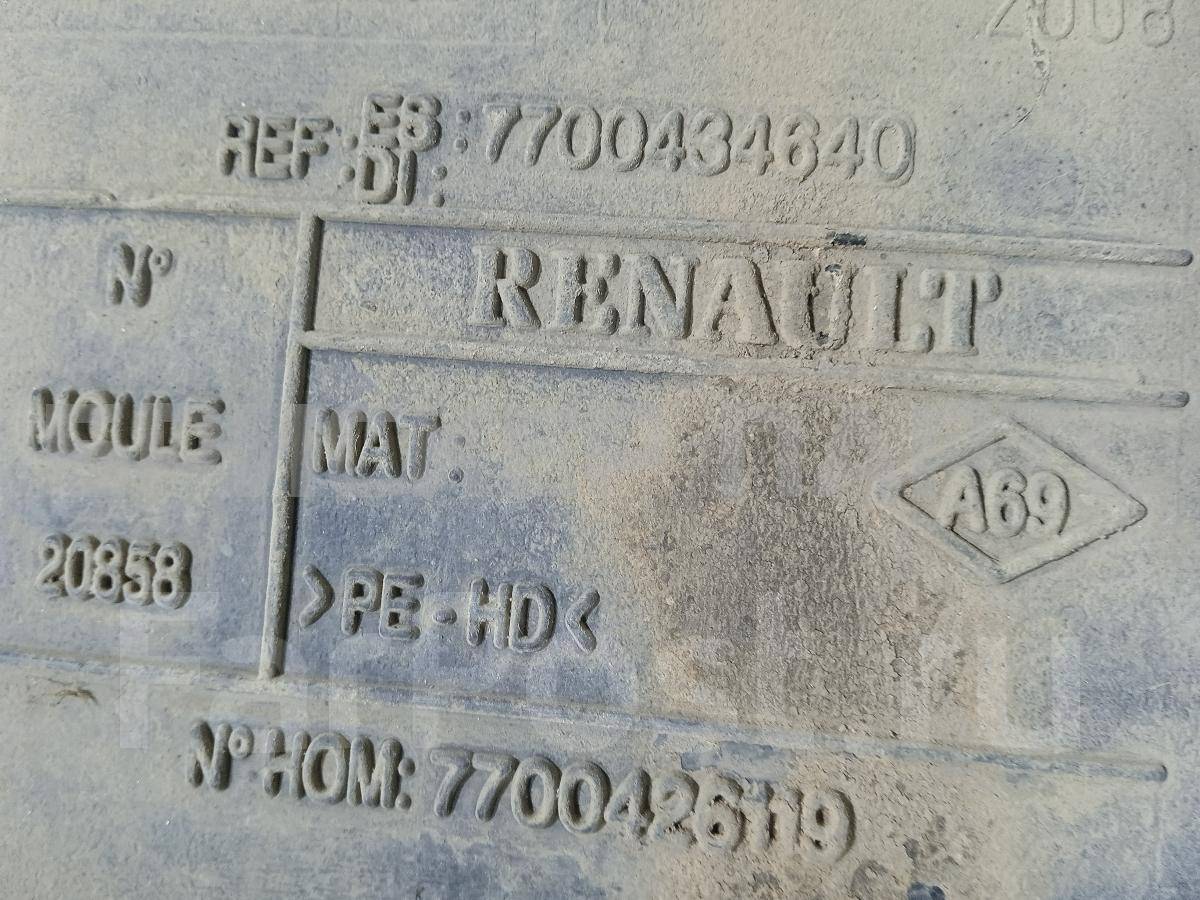 2008
REF. ES : 7700434640
DI :
N°
RENAULT
MOULE
MAT.
A69
20858
>PE-HD<
N° HOM: 7700426119